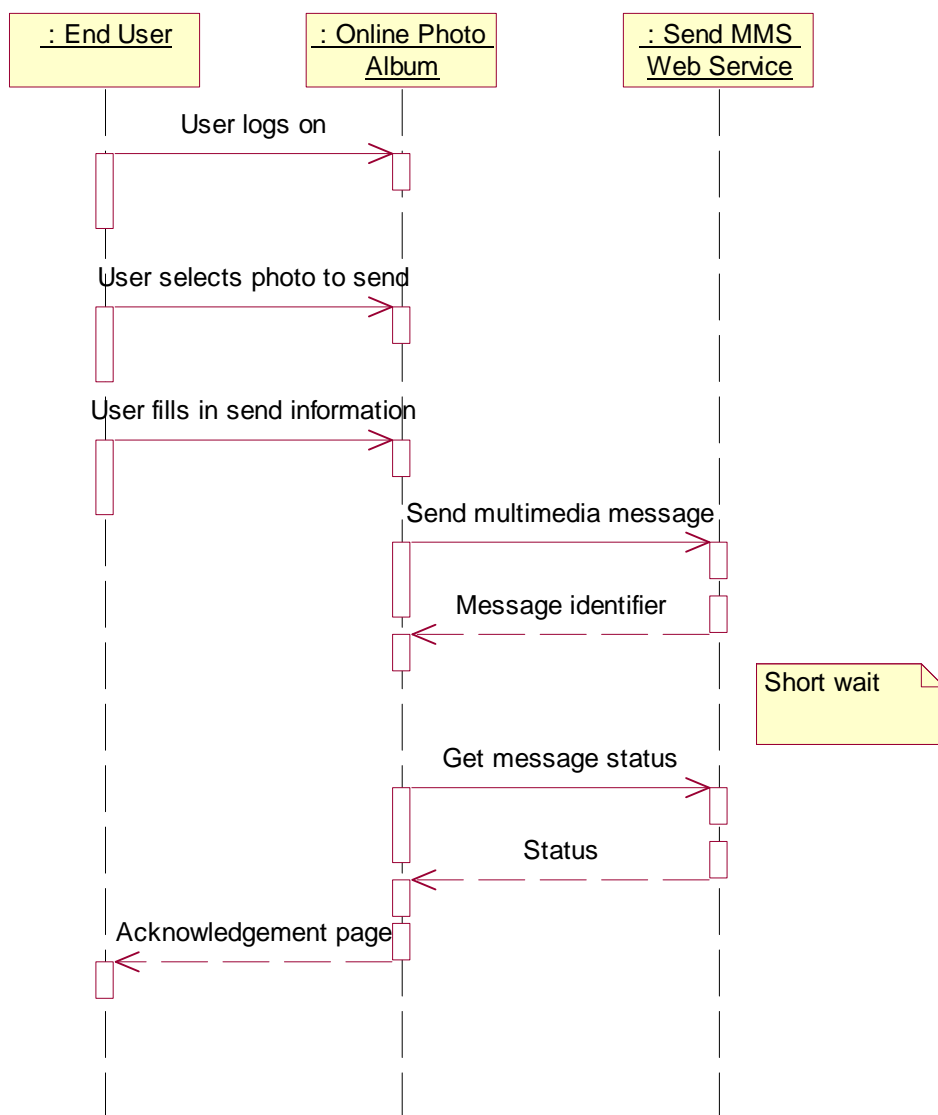 : End User
: Online Photo
Album
: Send MMS
Web Service
User logs on
User selects photo to send
User fills in send information
Send multimedia message
Message identifier
Short wait
Get message status
Status
Acknowledgement page